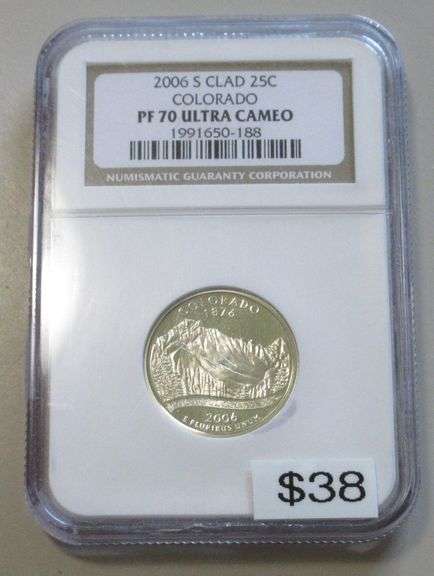 2006 S CLAD 25C
COLORADO
PF 70 ULTRA CAMEO
1991650-188
NUMISMATIC GUARANTY CORPORATION
COLORADO
1876
2006
E PLURIBUS UNUM
$38